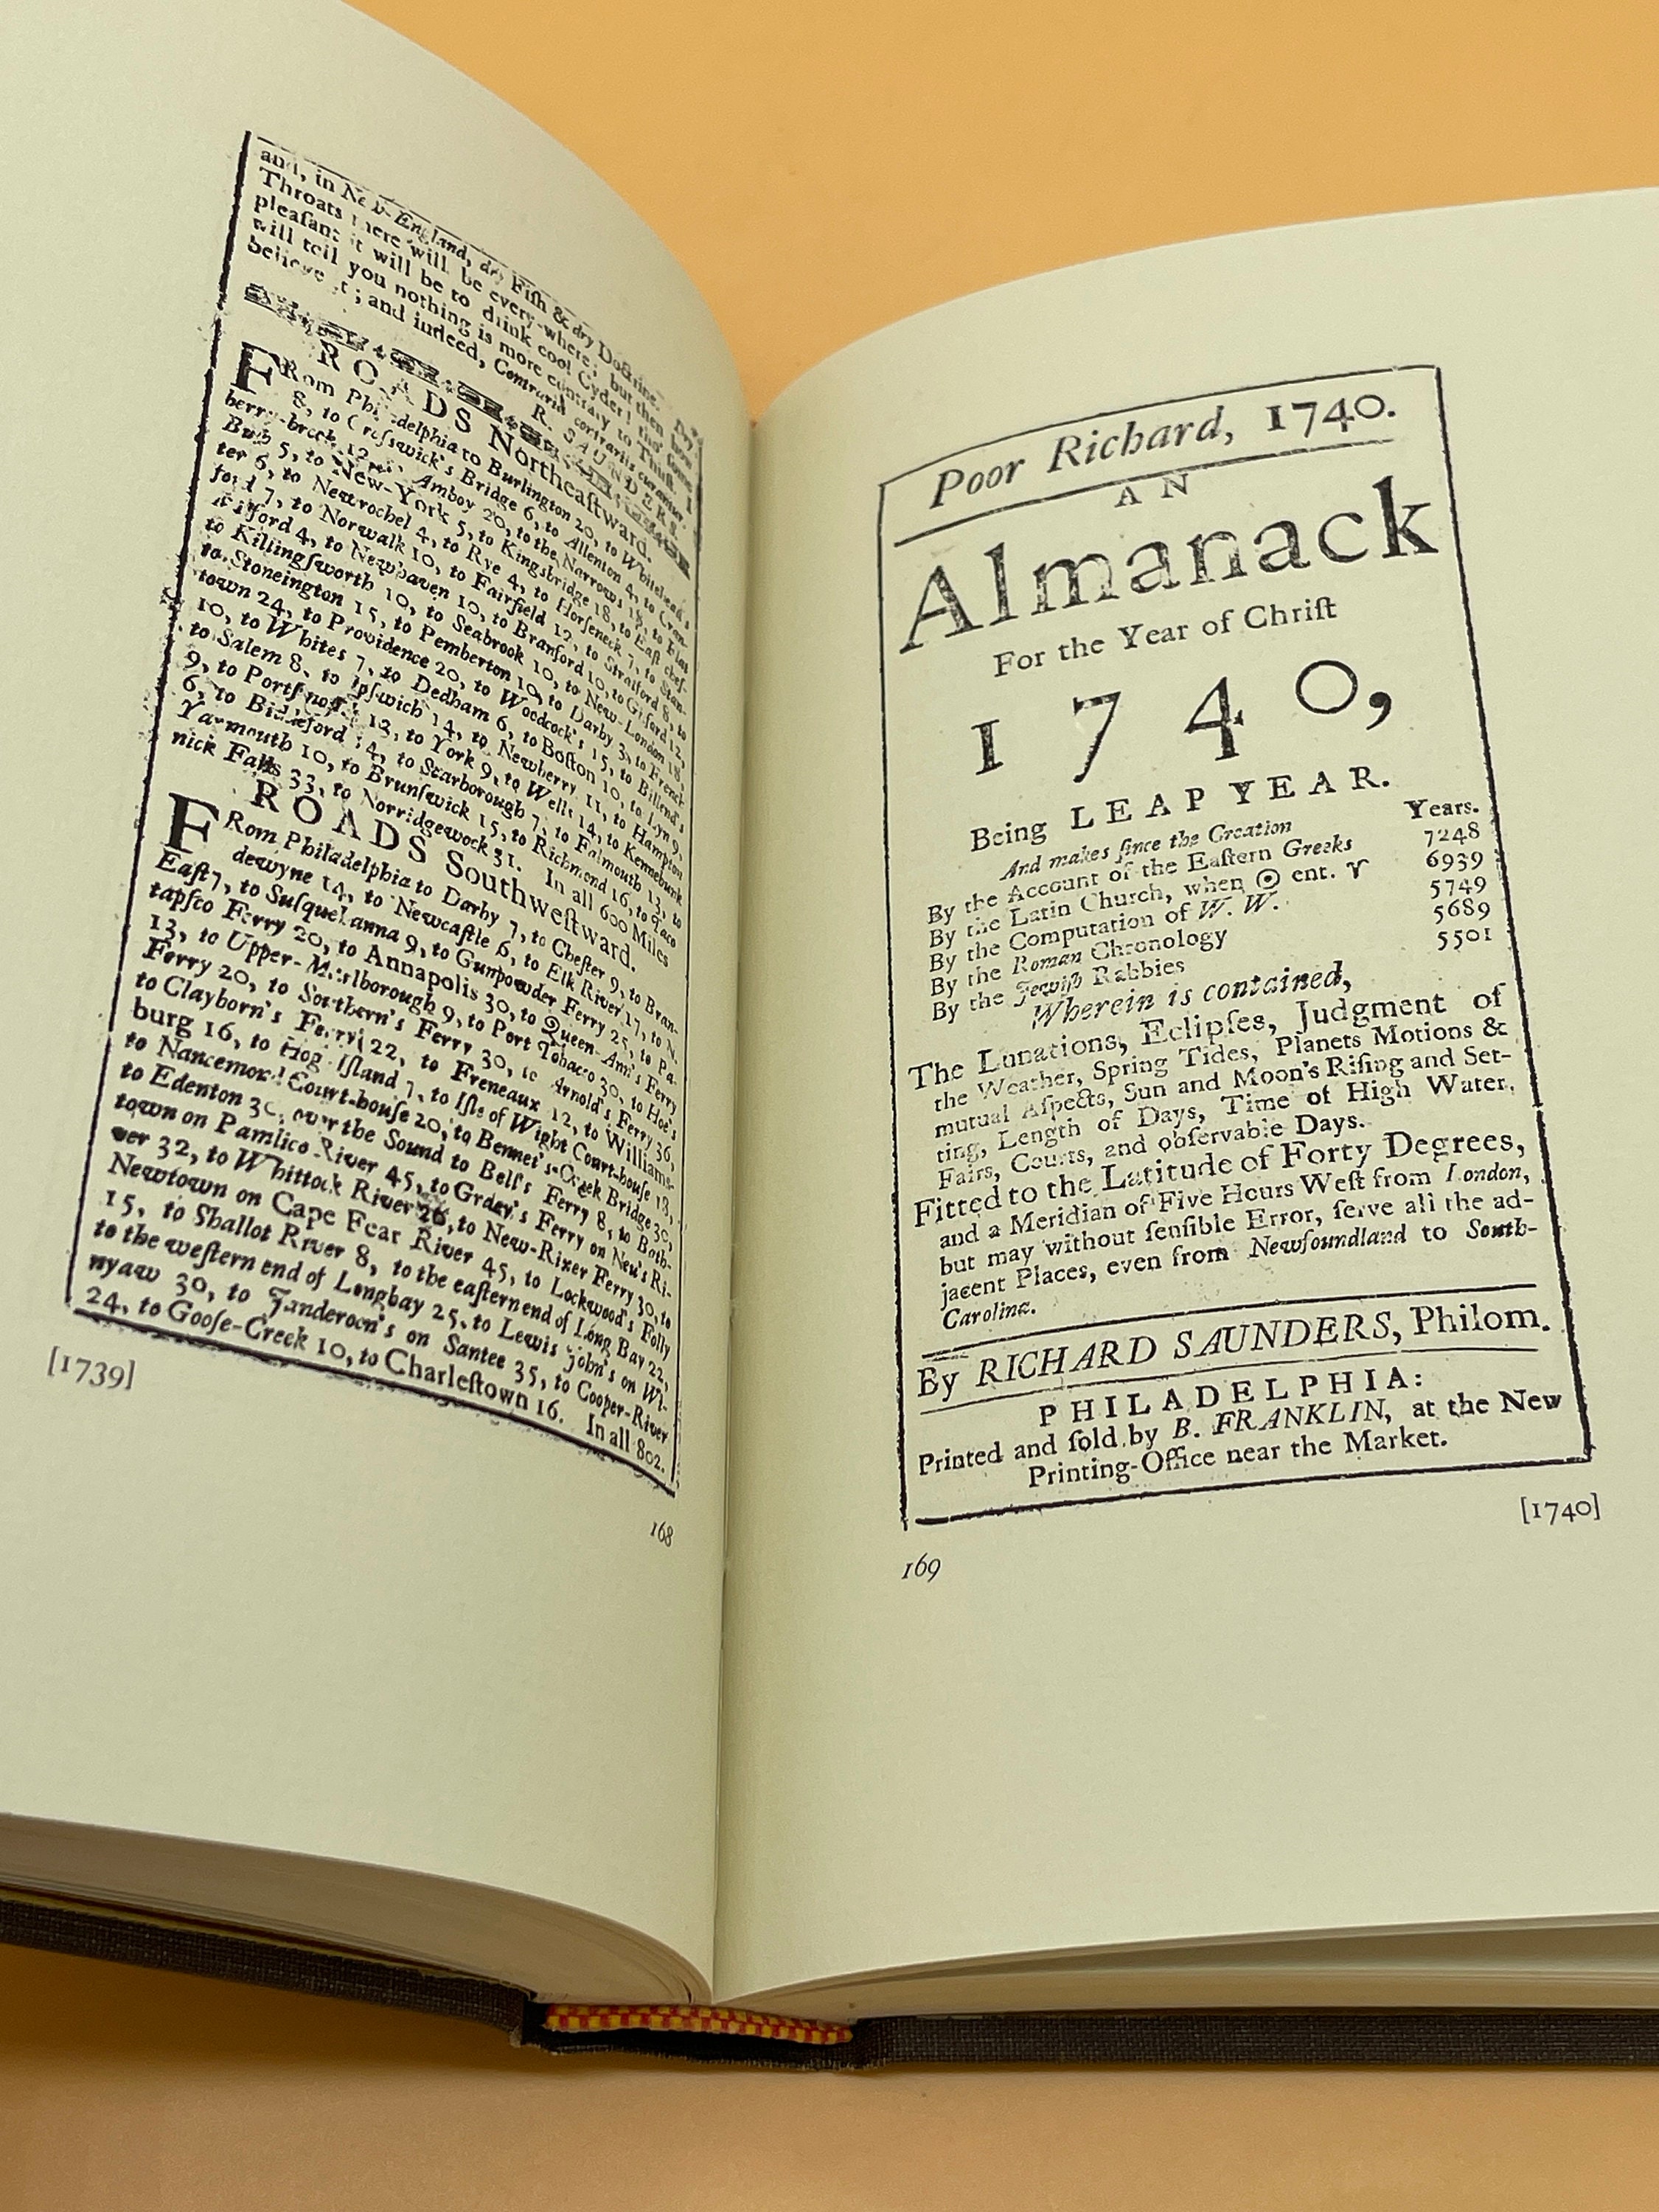 and, in New-England, dry Fiſh & dry Doctrine. Dry
Throats there will be every-where; but then how
pleaſant it will be to drink cool Cyder! that ſome
will tell you nothing is more contrary to Thirſt. I
believe it; and indeed, Contraria contrariis curantur.
R. SAUNDERS.
ROADS Northeaſtward.
FRom Philadelphia to Burlington 20, to Whitehead's
8, to Croſswick's Bridge 6, to Allenton 4, to Cran-
berry-brook 12, to Amboy 20, to the Narrows 18, to Flat
Buſh 5, to New-York 5, to Kingsbridge 18, to Eaſt cheſ-
ter 6, to Newrochel 4, to Rye 4, to Horſeneck 7, to Stan-
ford 7, to Norwalk 10, to Fairfield 12, to Stratford 8, to
Milford 4, to Newhaven 10, to Branford 10, to Gilford 12,
to Killingſworth 10, to Seabrook 10, to New-London 18,
to Stoneington 15, to Pemberton 10, to Darby 3, to French
town 24, to Providence 20, to Woodcock's 15, to Billend's
10, to Whites 7, to Dedham 6, to Boſton 10, to Lyn 9,
to Salem 8, to Ipſwich 14, to Newberry 11, to Hampton
9, to Portſmouth 12, to York 9, to Wells 14, to Kennebunk
6, to Biddeford 14, to Scarborough 7, to Falmouth 13, to
Yarmouth 10, to Brunſwick 15, to Richmond 16, to Taco
nick Falls 33, to Norridgewock 31. In all 600 Miles
ROADS Southweſtward.
FRom Philadelphia to Darby 7, to Cheſter 9, to Bran-
dewyne 14, to Newcaſtle 6, to Elk River 17, to N.
Eaſt 7, to Suſquehanna 9, to Gunpowder Ferry 25, to Pa-
tapſco Ferry 20, to Annapolis 30, to Queen-Ann's Ferry
13, to Upper-Marlborough 9, to Port Tobacco 30, to Hoe's
Ferry 20, to Southern's Ferry 30, to Arnold's Ferry 36,
to Clayborn's Ferry 22, to Freneaux 12, to Williams-
burg 16, to Hog Iſland 7, to Iſle of Wight Court-houſe 18,
to Nancemond Court-houſe 20, to Bennet's-Creek Bridge 30,
to Edenton 30, over the Sound to Bell's Ferry 8, to Bath-
town on Pamlico River 45, to Graday's Ferry on Neu's Ri-
ver 32, to Whittock River 20, to New-River Ferry 30, to
Newtown on Cape Fear River 45, to Lockwood's Folly
15, to Shallot River 8, to the eaſtern end of Long Bay 22,
to the weſtern end of Longbay 25, to Lewis John's on Wi-
nyaw 30, to Janderoon's on Santee 35, to Cooper-River
24, to Gooſe-Creek 10, to Charleſtown 16. In all 802.
[1739]
168
Poor Richard, 1740.
AN
Almanack
For the Year of Chriſt
1740,
Being LEAP YEAR.
And makes ſince the Creation Years.
By the Account of the Eaſtern Greeks 7248
By the Latin Church, when ☉ ent. ♈ 6939
By the Computation of W. W. 5749
By the Roman Chronology 5689
By the Jewiſh Rabbies 5501
Wherein is contained,
The Lunations, Eclipſes, Judgment of
the Weather, Spring Tides, Planets Motions &
mutual Aſpects, Sun and Moon's Riſing and Set-
ting, Length of Days, Time of High Water,
Fairs, Courts, and obſervable Days.
Fitted to the Latitude of Forty Degrees,
and a Meridian of Five Hours Weſt from London,
but may without ſenſible Error, ſerve all the ad-
jacent Places, even from Newfoundland to South-
Carolina.
By RICHARD SAUNDERS, Philom.
PHILADELPHIA:
Printed and ſold by B. FRANKLIN, at the New
Printing-Office near the Market.
[1740]
169